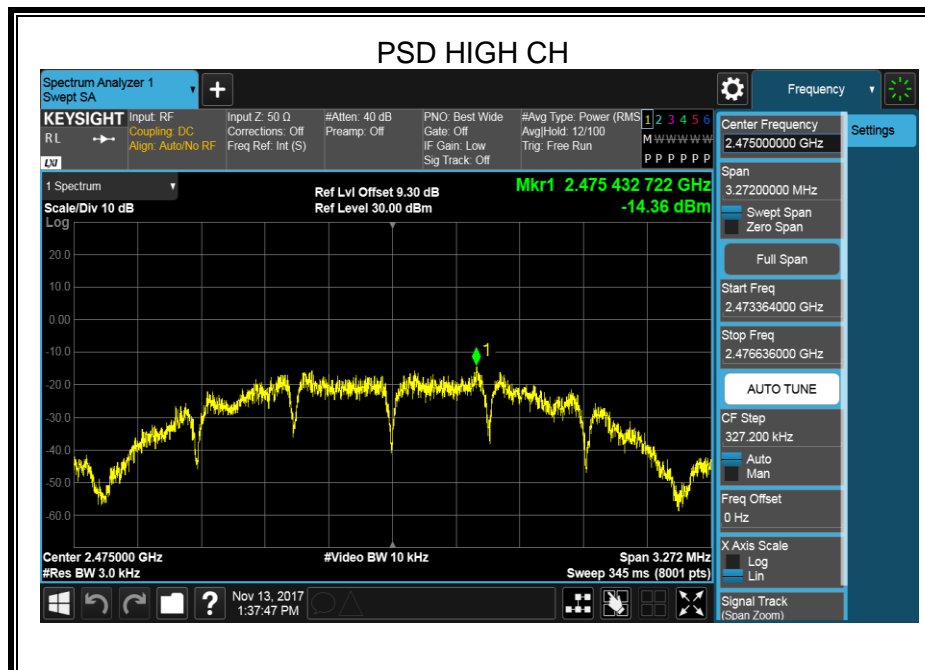 PSD HIGH CH
Spectrum Analyzer 1
Swept SA
Frequency
KEYSIGHT
RL
LXI
Input: RF
Coupling: DC
Align: Auto/No RF
Input Z: 50 Ω
Corrections: Off
Freq Ref: Int (S)
#Atten: 40 dB
Preamp: Off
PNO: Best Wide
Gate: Off
IF Gain: Low
Sig Track: Off
#Avg Type: Power (RMS
Avg|Hold: 12/100
Trig: Free Run
1 2 3 4 5 6
M W W W W W
P P P P P P
Center Frequency
2.475000000 GHz
Settings
Span
3.27200000 MHz
Swept Span
Zero Span
Full Span
Start Freq
2.473364000 GHz
Stop Freq
2.476636000 GHz
AUTO TUNE
CF Step
327.200 kHz
Auto
Man
Freq Offset
0 Hz
X Axis Scale
Log
Lin
Signal Track
(Span Zoom)
1 Spectrum
Scale/Div 10 dB
Ref Lvl Offset 9.30 dB
Ref Level 30.00 dBm
Mkr1 2.475 432 722 GHz
-14.36 dBm
Log
20.0
10.0
0.00
-10.0
-20.0
-30.0
-40.0
-50.0
-60.0
1
Center 2.475000 GHz
#Res BW 3.0 kHz
#Video BW 10 kHz
Span 3.272 MHz
Sweep 345 ms (8001 pts)
Nov 13, 2017
1:37:47 PM